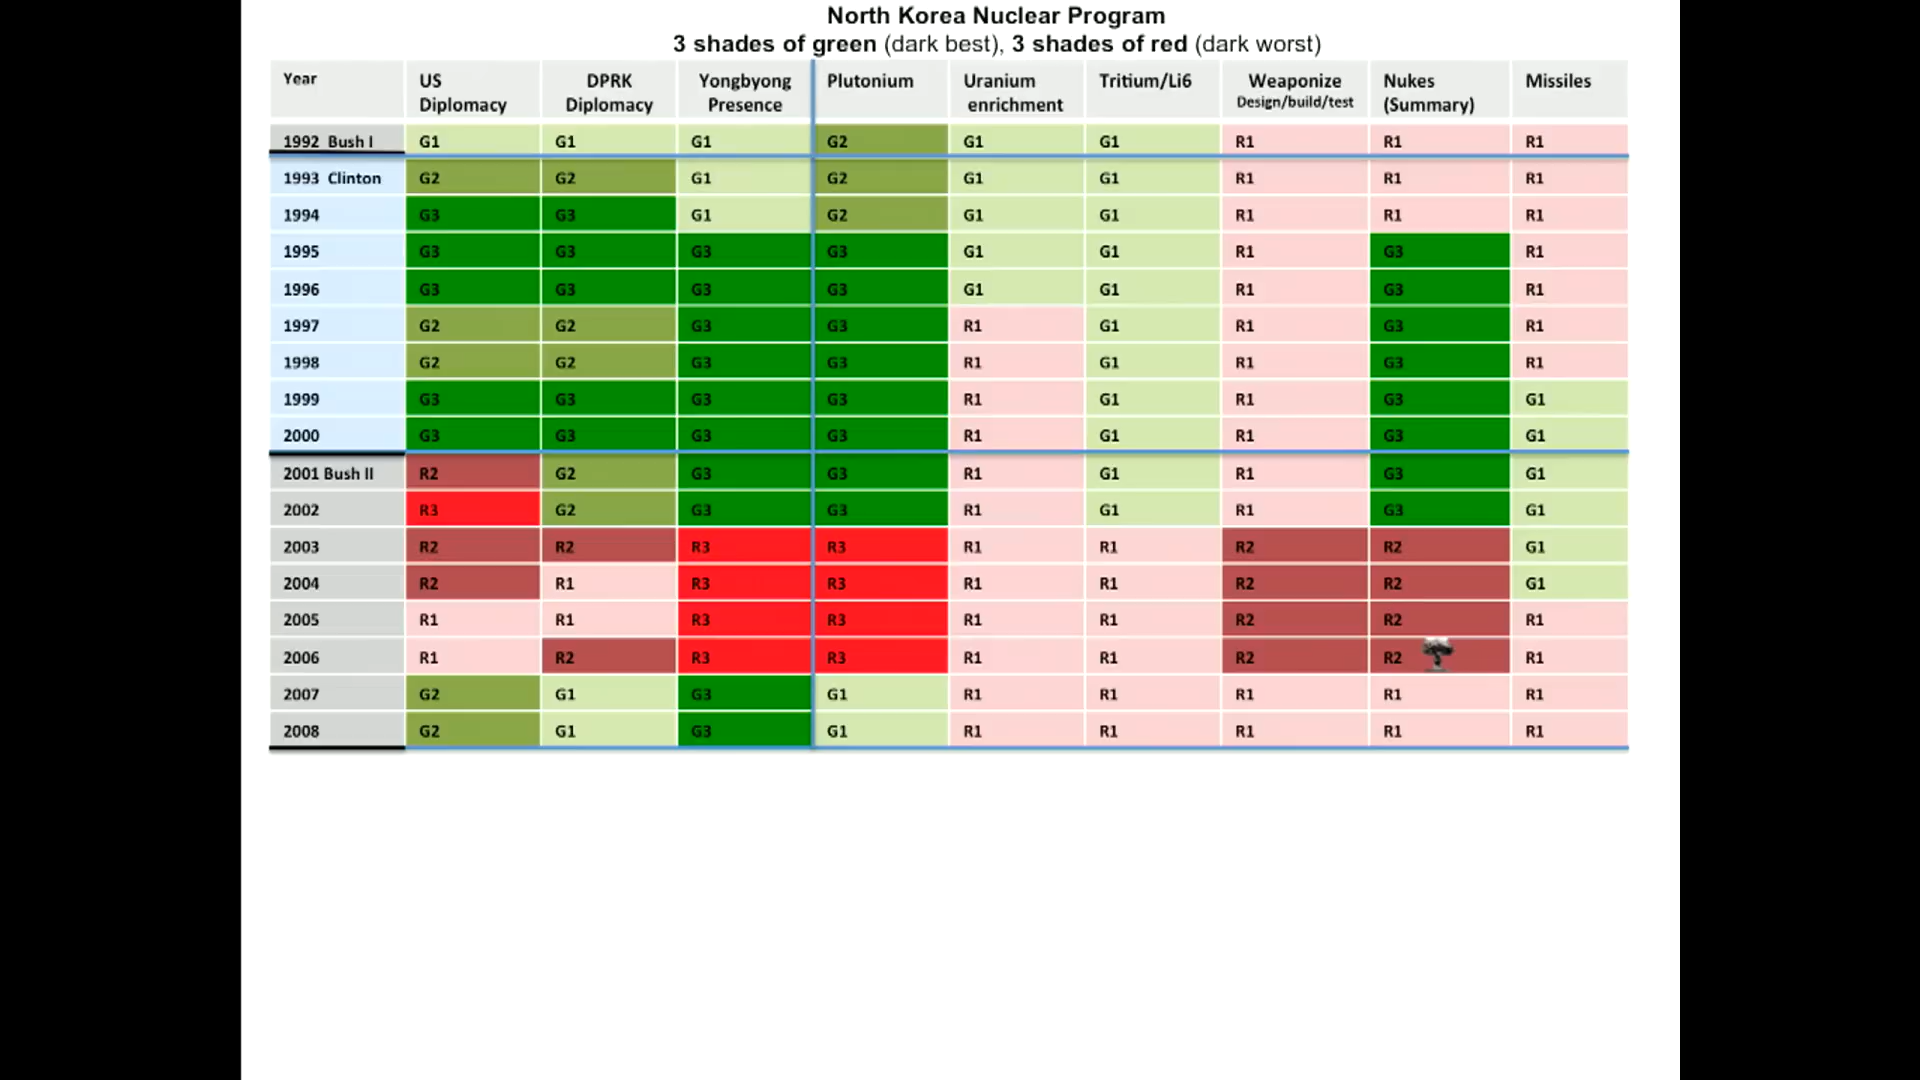 North Korea Nuclear Program
3 shades of green (dark best), 3 shades of red (dark worst)
Year US Diplomacy DPRK Diplomacy Yongbyong Presence Plutonium Uranium enrichment Tritium/Li6 Weaponize Design/build/test Nukes (Summary) Missiles
1992 Bush I G1 G1 G1 G2 G1 G1 R1 R1 R1
1993 Clinton G2 G2 G1 G2 G1 G1 R1 R1 R1
1994 G3 G3 G1 G2 G1 G1 R1 R1 R1
1995 G3 G3 G3 G3 G1 G1 R1 G3 R1
1996 G3 G3 G3 G3 G1 G1 R1 G3 R1
1997 G2 G2 G3 G3 R1 G1 R1 G3 R1
1998 G2 G2 G3 G3 R1 G1 R1 G3 R1
1999 G3 G3 G3 G3 R1 G1 R1 G3 G1
2000 G3 G3 G3 G3 R1 G1 R1 G3 G1
2001 Bush II R2 G2 G3 G3 R1 G1 R1 G3 G1
2002 R3 G2 G3 G3 R1 G1 R1 G3 G1
2003 R2 R2 R3 R3 R1 R1 R2 R2 G1
2004 R2 R1 R3 R3 R1 R1 R2 R2 G1
2005 R1 R1 R3 R3 R1 R1 R2 R2 R1
2006 R1 R2 R3 R3 R1 R1 R2 R2 R1
2007 G2 G1 G3 G1 R1 R1 R1 R1 R1
2008 G2 G1 G3 G1 R1 R1 R1 R1 R1